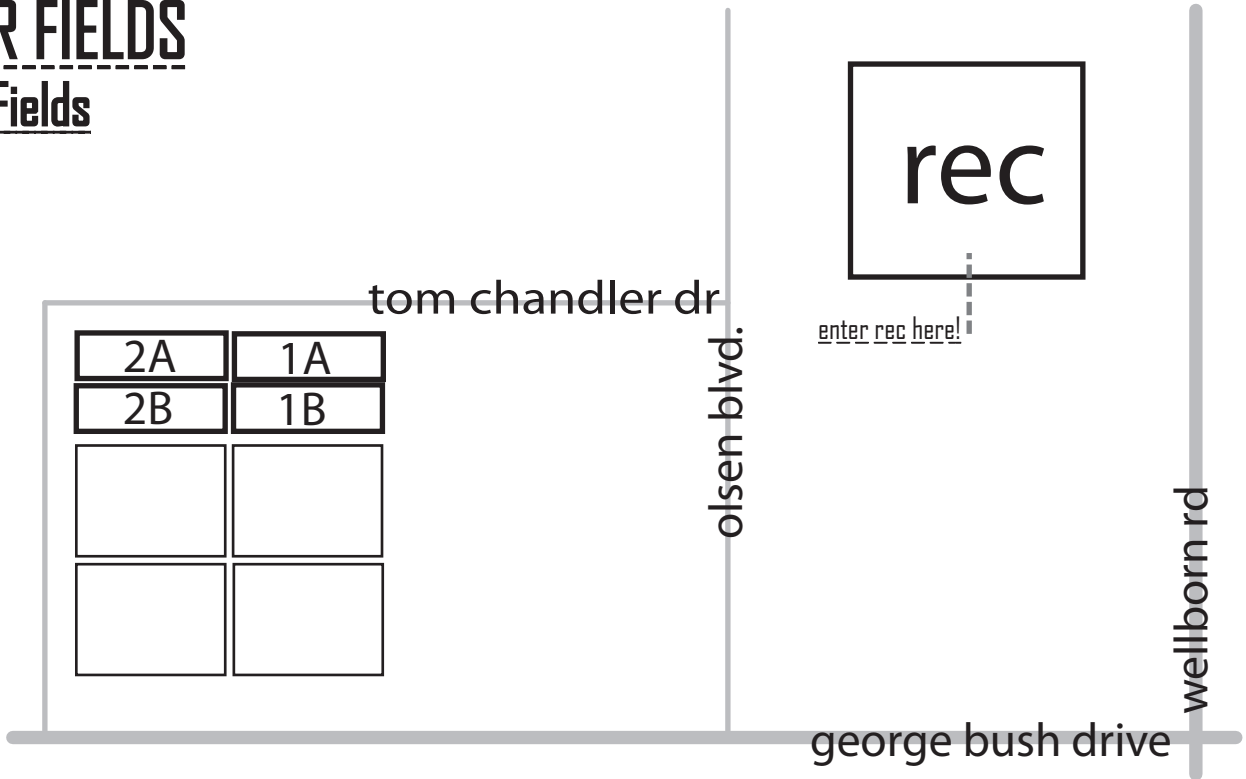 R FIELDS
Fields
rec
tom chandler dr
enter rec here!
olsen blvd.
2A 1A
2B 1B
wellborn rd
george bush drive